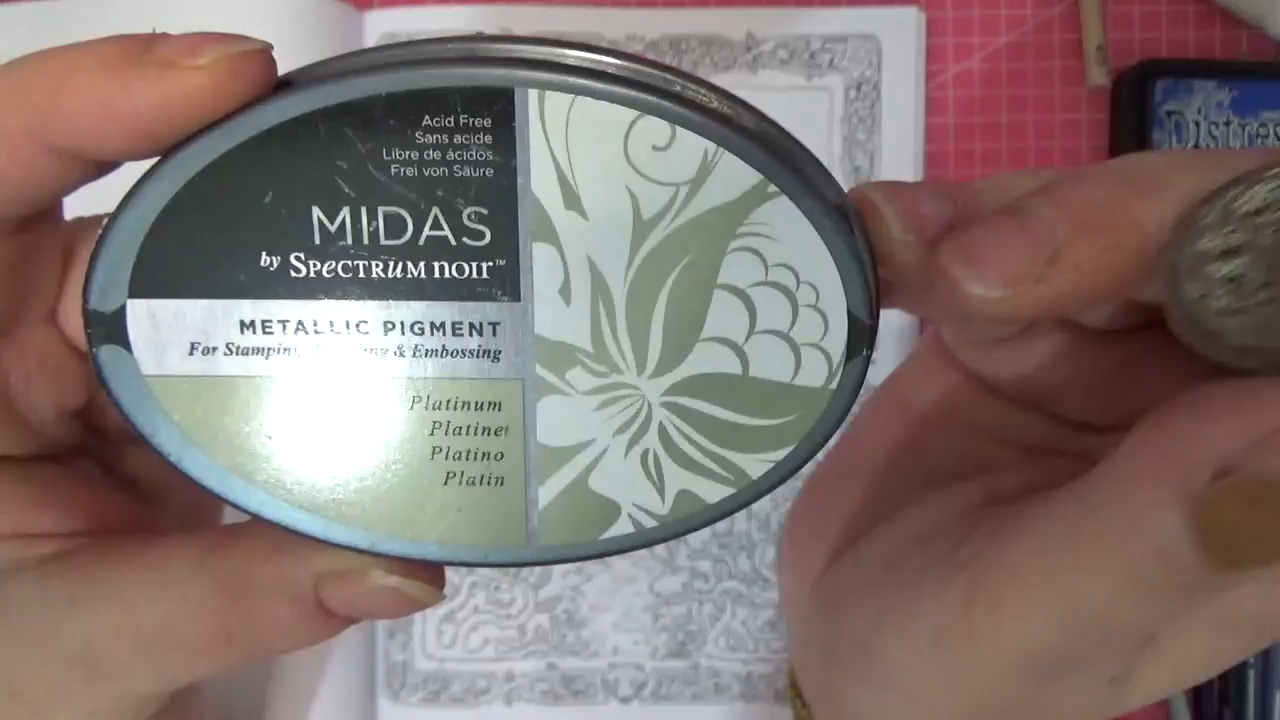 Acid Free
Sans acide
Libre de ácidos
Frei von Säure
MIDAS
by SPECTRUM NOIR™
METALLIC PIGMENT
For Stamping & Embossing
Platinum
Platine
Platino
Platin
Distres